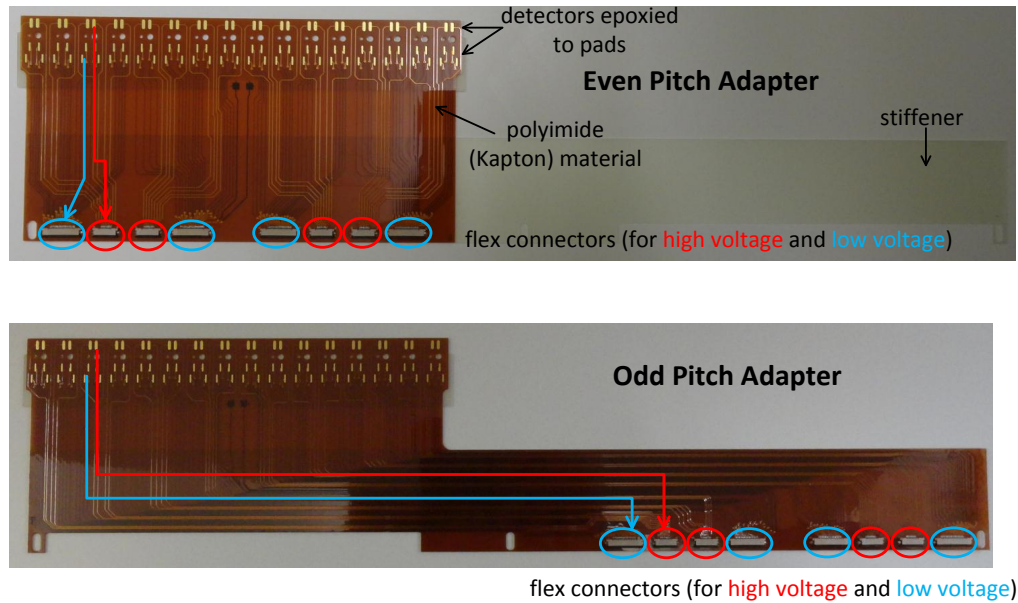 detectors epoxied
to pads
Even Pitch Adapter
stiffener
polyimide
(Kapton) material
flex connectors (for high voltage and low voltage)
Odd Pitch Adapter
flex connectors (for high voltage and low voltage)